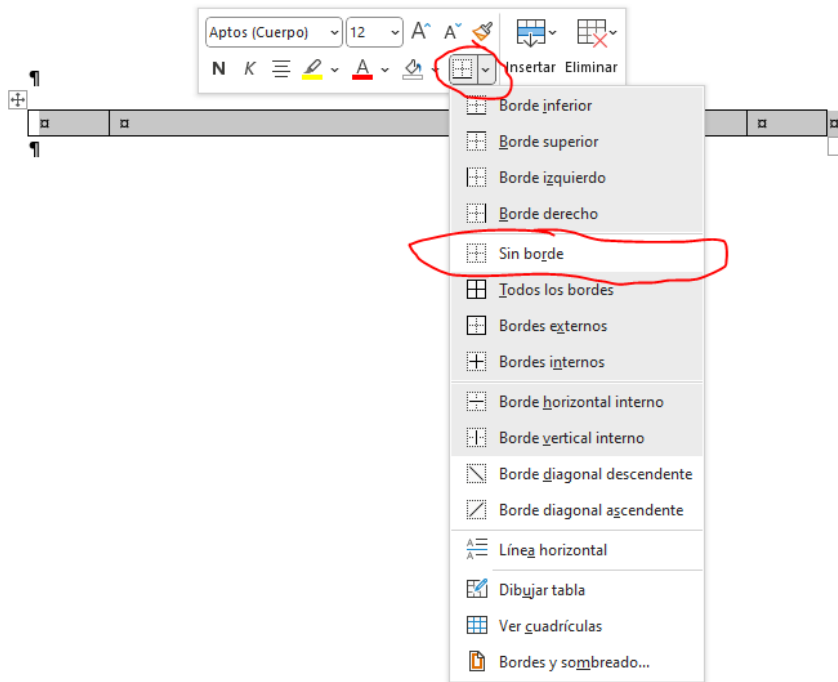 Aptos (Cuerpo) 12 A A
N K A Insertar Eliminar
¶
¤ ¤ ¤ ¤
¶
Borde inferior
Borde superior
Borde izquierdo
Borde derecho
Sin borde
Todos los bordes
Bordes externos
Bordes internos
Borde horizontal interno
Borde vertical interno
Borde diagonal descendente
Borde diagonal ascendente
Línea horizontal
Dibujar tabla
Ver cuadrículas
Bordes y sombreado...